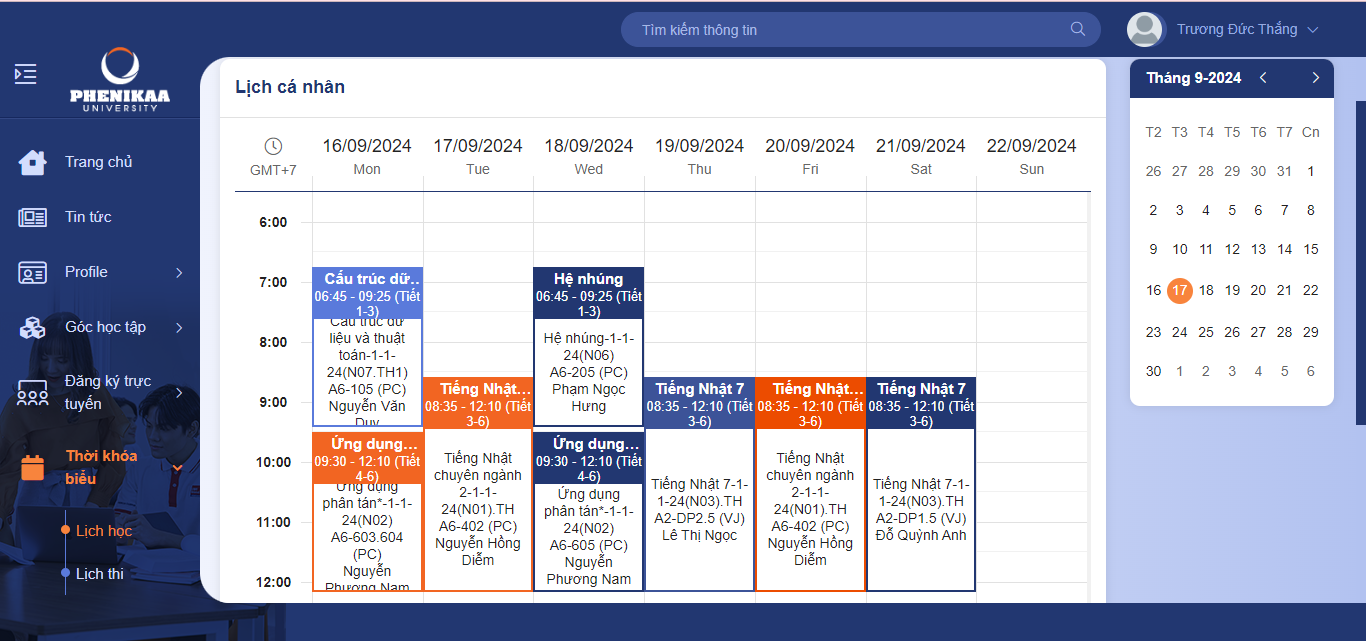 Tìm kiếm thông tin
Trương Đức Thắng
PHENIKAA
UNIVERSITY
Trang chủ
Tin tức
Profile
Góc học tập
Đăng ký trực
tuyến
Thời khóa
biểu
Lịch học
Lịch thi
Lịch cá nhân
GMT+7
16/09/2024 17/09/2024 18/09/2024 19/09/2024 20/09/2024 21/09/2024 22/09/2024
Mon Tue Wed Thu Fri Sat Sun
6:00
7:00
8:00
9:00
10:00
11:00
12:00
Cấu trúc dữ...
06:45 - 09:25 (Tiết
1-3)
Cấu trúc dữ
liệu và thuật
toán-1-1-
24(N07.TH1)
A6-105 (PC)
Nguyễn Văn
Duy
Ứng dụng...
09:30 - 12:10 (Tiết
4-6)
Ứng dụng
phân tán*-1-1-
24(N02)
A6-603.604
(PC)
Nguyễn
Phương Nam
Tiếng Nhật...
08:35 - 12:10 (Tiết
3-6)
Tiếng Nhật
chuyên ngành
2-1-1-
24(N01).TH
A6-402 (PC)
Nguyễn Hồng
Diễm
Hệ nhúng
06:45 - 09:25 (Tiết
1-3)
Hệ nhúng-1-1-
24(N06)
A6-205 (PC)
Phạm Ngọc
Hưng
Ứng dụng...
09:30 - 12:10 (Tiết
4-6)
Ứng dụng
phân tán*-1-1-
24(N02)
A6-605 (PC)
Nguyễn
Phương Nam
Tiếng Nhật 7
08:35 - 12:10 (Tiết
3-6)
Tiếng Nhật 7-1-
1-24(N03).TH
A2-DP2.5 (VJ)
Lê Thị Ngọc
Tiếng Nhật...
08:35 - 12:10 (Tiết
3-6)
Tiếng Nhật
chuyên ngành
2-1-1-
24(N01).TH
A6-402 (PC)
Nguyễn Hồng
Diễm
Tiếng Nhật 7
08:35 - 12:10 (Tiết
3-6)
Tiếng Nhật 7-1-
1-24(N03).TH
A2-DP1.5 (VJ)
Đỗ Quỳnh Anh
Tháng 9-2024
T2 T3 T4 T5 T6 T7 Cn
26 27 28 29 30 31 1
2 3 4 5 6 7 8
9 10 11 12 13 14 15
16 17 18 19 20 21 22
23 24 25 26 27 28 29
30 1 2 3 4 5 6